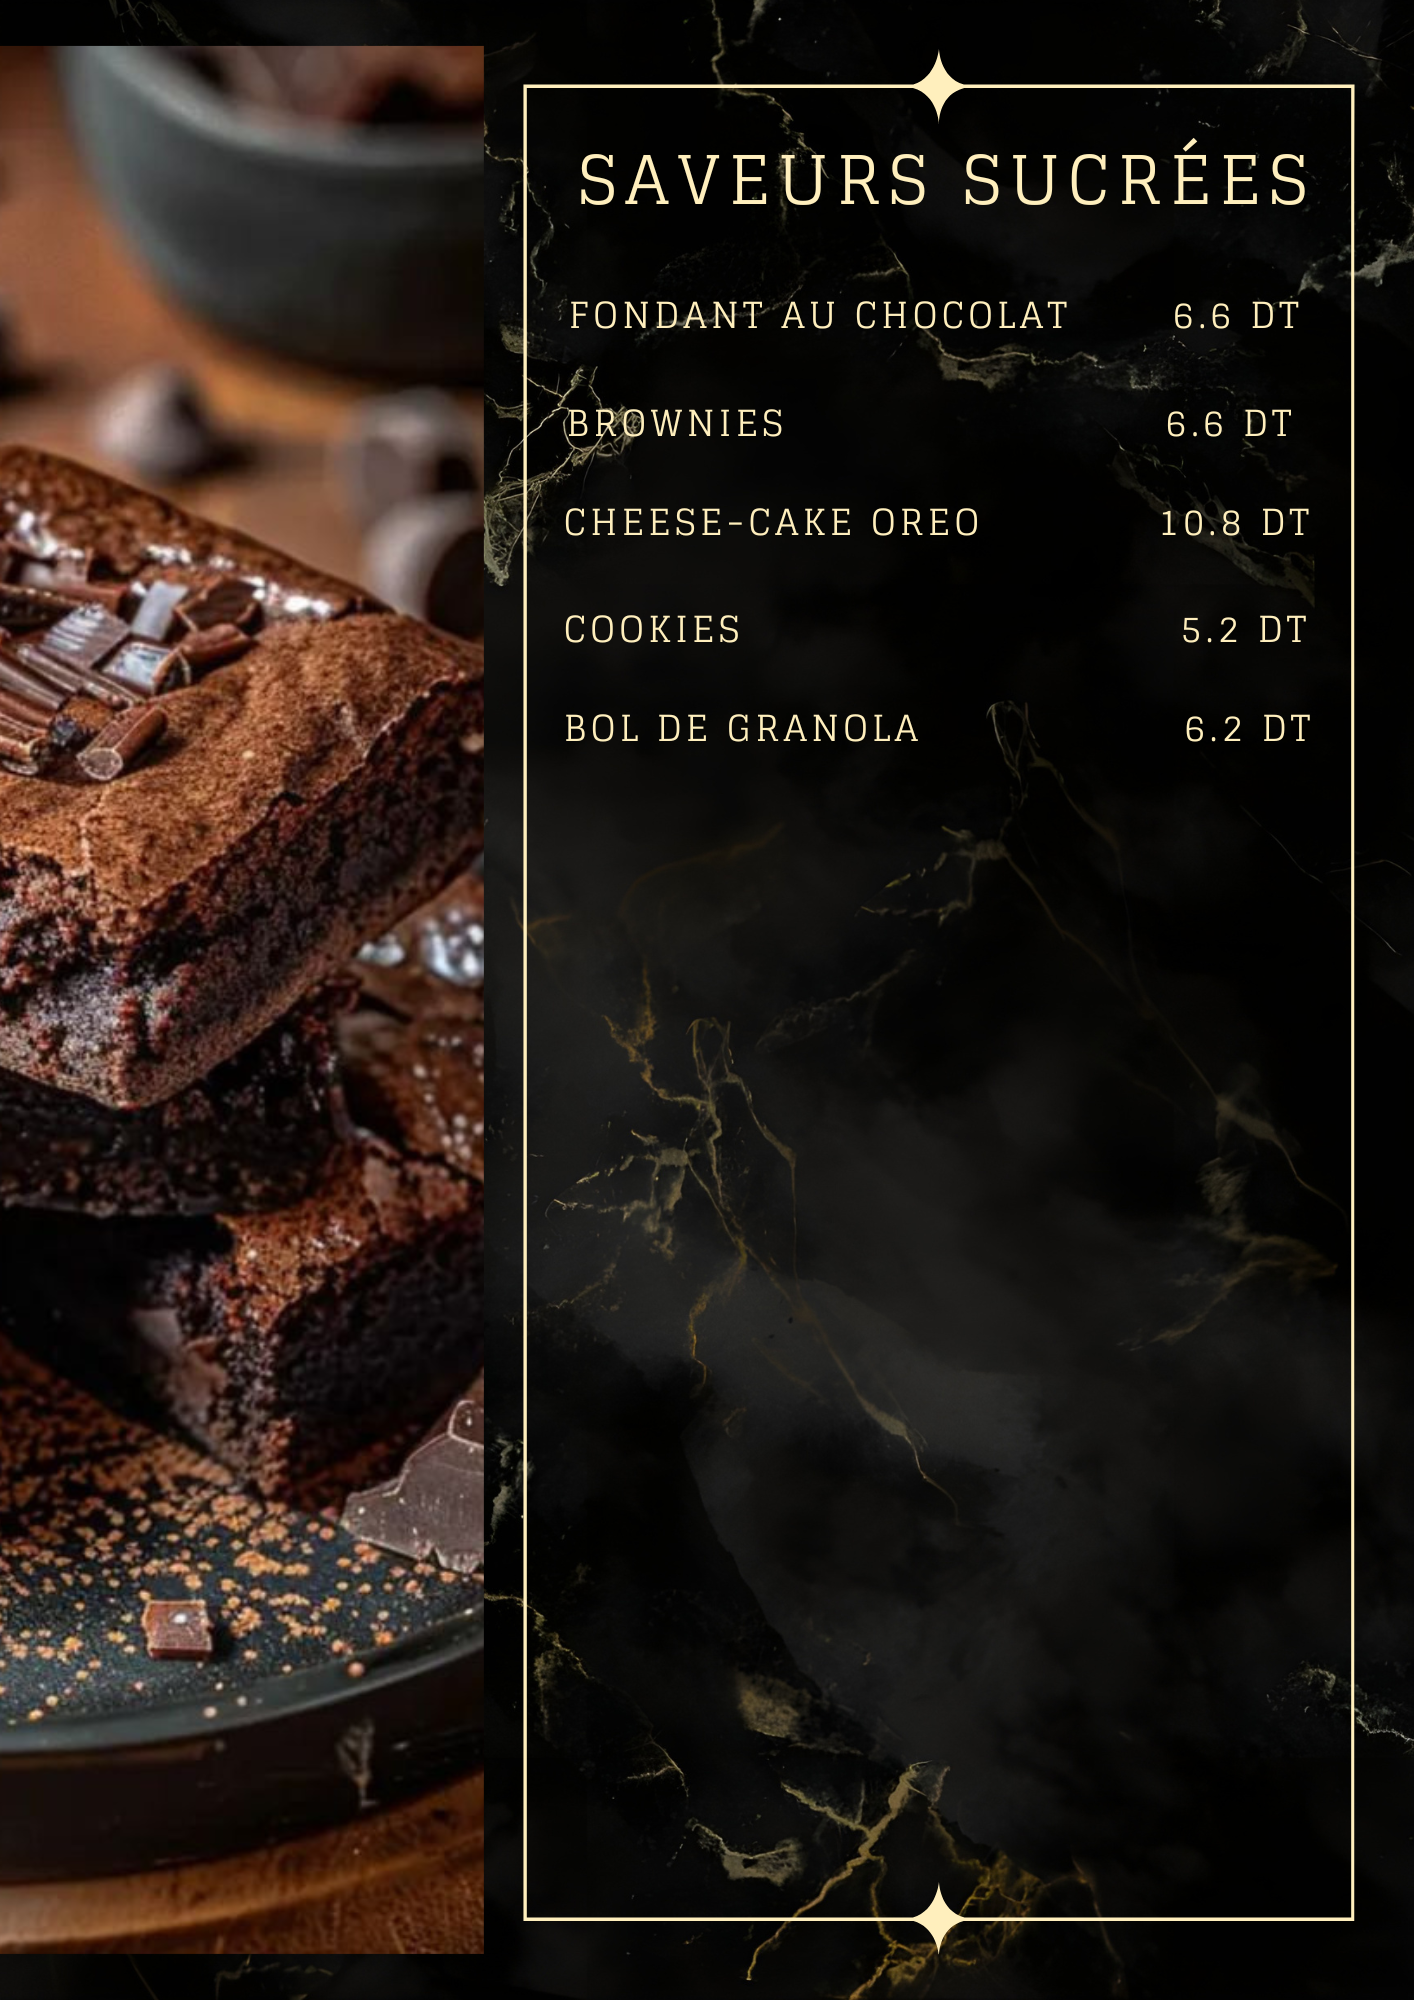 SAVEURS SUCRÉES
FONDANT AU CHOCOLAT 6.6 DT
BROWNIES 6.6 DT
CHEESE-CAKE OREO 10.8 DT
COOKIES 5.2 DT
BOL DE GRANOLA 6.2 DT